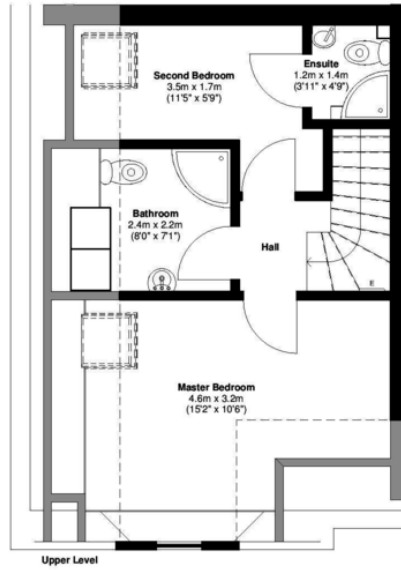 Second Bedroom
3.5m x 1.7m
(11'5" x 5'9")
Ensuite
1.2m x 1.4m
(3'11" x 4'9")
Bathroom
2.4m x 2.2m
(8'0" x 7'1")
Hall
E
Master Bedroom
4.6m x 3.2m
(15'2" x 10'6")
Upper Level